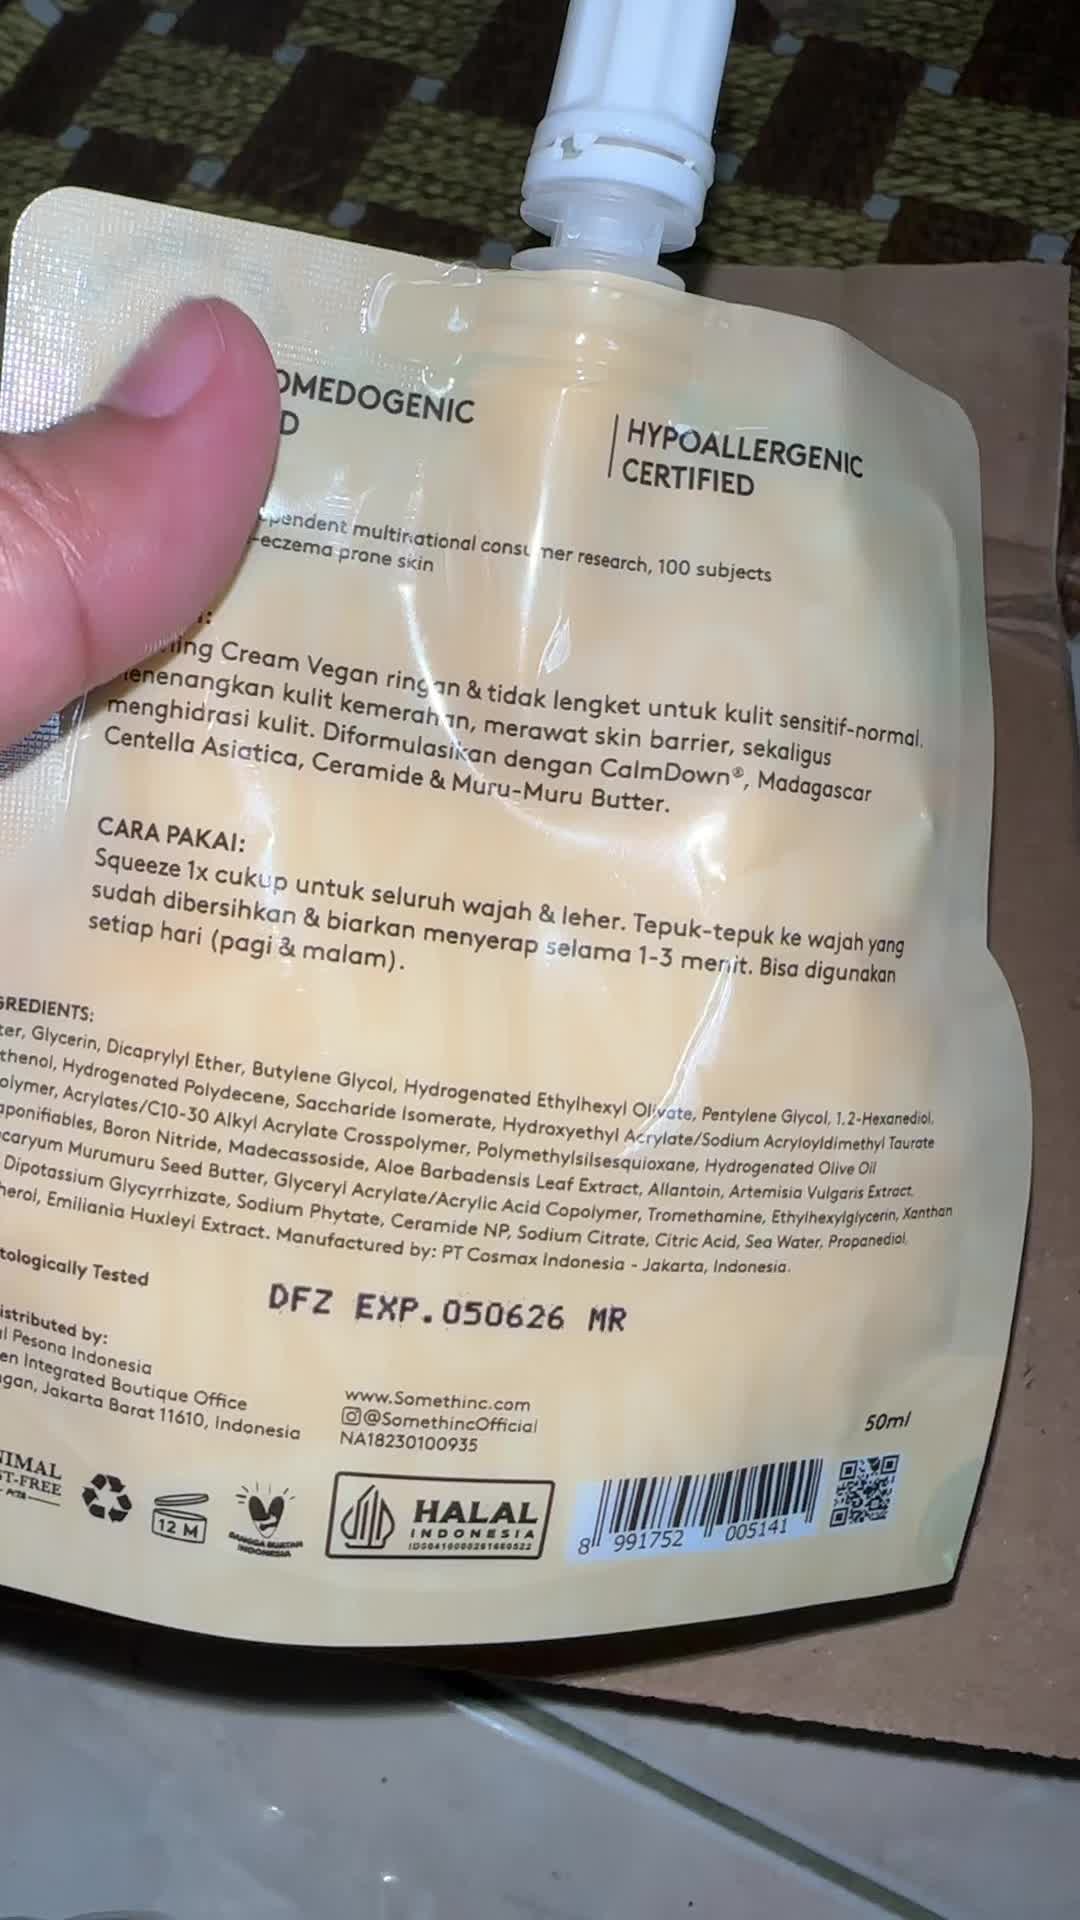 OMEDOGENIC
D
HYPOALLERGENIC
CERTIFIED
multinational consumer research, 100 subjects
-eczema prone skin
Cream Vegan ringan & tidak lengket untuk kulit sensitif-normal,
menenangkan kulit kemerahan, merawat skin barrier, sekaligus
menghidrasi kulit. Diformulasikan dengan CalmDown®, Madagascar
Centella Asiatica, Ceramide & Muru-Muru Butter.
CARA PAKAI:
Squeeze 1x cukup untuk seluruh wajah & leher. Tepuk-tepuk ke wajah yang
sudah dibersihkan & biarkan menyerap selama 1-3 menit. Bisa digunakan
setiap hari (pagi & malam).
GREDIENTS:
ter, Glycerin, Dicaprylyl Ether, Butylene Glycol, Hydrogenated Ethylhexyl Olivate, Pentylene Glycol, 1,2-Hexanediol,
thenol, Hydrogenated Polydecene, Saccharide Isomerate, Hydroxyethyl Acrylate/Sodium Acryloyldimethyl Taurate
olymer, Acrylates/C10-30 Alkyl Acrylate Crosspolymer, Polymethylsilsesquioxane, Hydrogenated Olive Oil
aponifiables, Boron Nitride, Madecassoside, Aloe Barbadensis Leaf Extract, Allantoin, Artemisia Vulgaris Extract,
caryum Murumuru Seed Butter, Glyceryl Acrylate/Acrylic Acid Copolymer, Tromethamine, Ethylhexylglycerin, Xanthan
Dipotassium Glycyrrhizate, Sodium Phytate, Ceramide NP, Sodium Citrate, Citric Acid, Sea Water, Propanediol,
herol, Emiliania Huxleyi Extract. Manufactured by: PT Cosmax Indonesia - Jakarta, Indonesia.
tologically Tested
DFZ EXP.050626 MR
istributed by:
l Pesona Indonesia
en Integrated Boutique Office
ngan, Jakarta Barat 11610, Indonesia
www.Somethinc.com
@SomethincOfficial
NA18230100935
50ml
NIMAL
ST-FREE
PETA
12 M
BANGGA BUATAN
INDONESIA
HALAL
INDONESIA
8 991752 005141